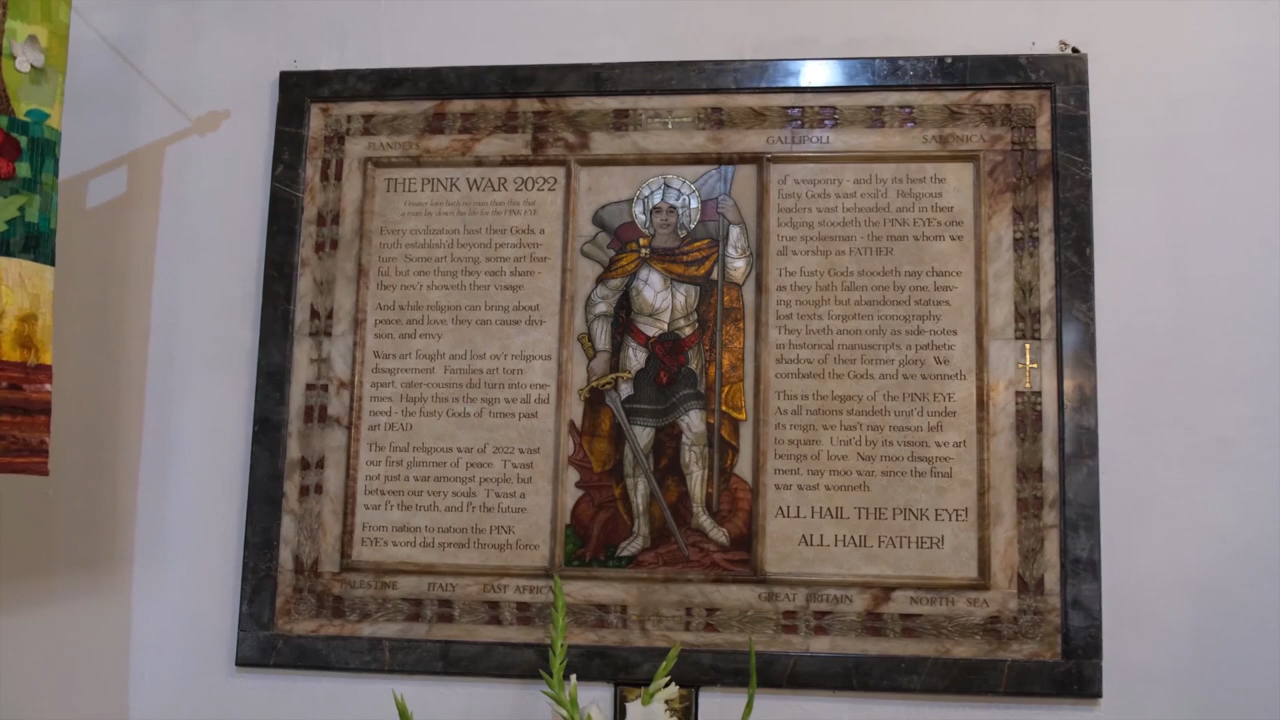 FLANDERS
GALLIPOLI
SALONICA
THE PINK WAR 2022
Greater love hath no man than this, that
a man lay down his life for the PINK EYE
Every civilization hast their Gods, a
truth establish'd beyond peradven-
ture. Some art loving, some art fear-
ful, but one thing they each share -
they nev'r showeth their visage.
And while religion can bring about
peace, and love, they can cause divi-
sion, and envy.
Wars art fought and lost ov'r religious
disagreement. Families art torn
apart, cater-cousins did turn into ene-
mies. Haply this is the sign we all did
need - the fusty Gods of times past
art DEAD.
The final religious war of 2022 wast
our first glimmer of peace. T'wast
not just a war amongst people, but
between our very souls. T'wast a
war f'r the truth, and f'r the future.
From nation to nation the PINK
EYE's word did spread through force
of weaponry - and by its hest the
fusty Gods wast exil'd. Religious
leaders wast beheaded, and in their
lodging stoodeth the PINK EYE's one
true spokesman - the man whom we
all worship as FATHER.
The fusty Gods stoodeth nay chance
as they hath fallen one by one, leav-
ing nought but abandoned statues,
lost texts, forgotten iconography.
They liveth anon only as side-notes
in historical manuscripts, a pathetic
shadow of their former glory. We
combated the Gods, and we wonneth.
This is the legacy of the PINK EYE.
As all nations standeth unit'd under
its reign, we has't nay reason left
to square. Unit'd by its vision, we art
beings of love. Nay moo disagree-
ment, nay moo war, since the final
war wast wonneth.
ALL HAIL THE PINK EYE!
ALL HAIL FATHER!
PALESTINE
ITALY
EAST AFRICA
GREAT BRITAIN
NORTH SEA